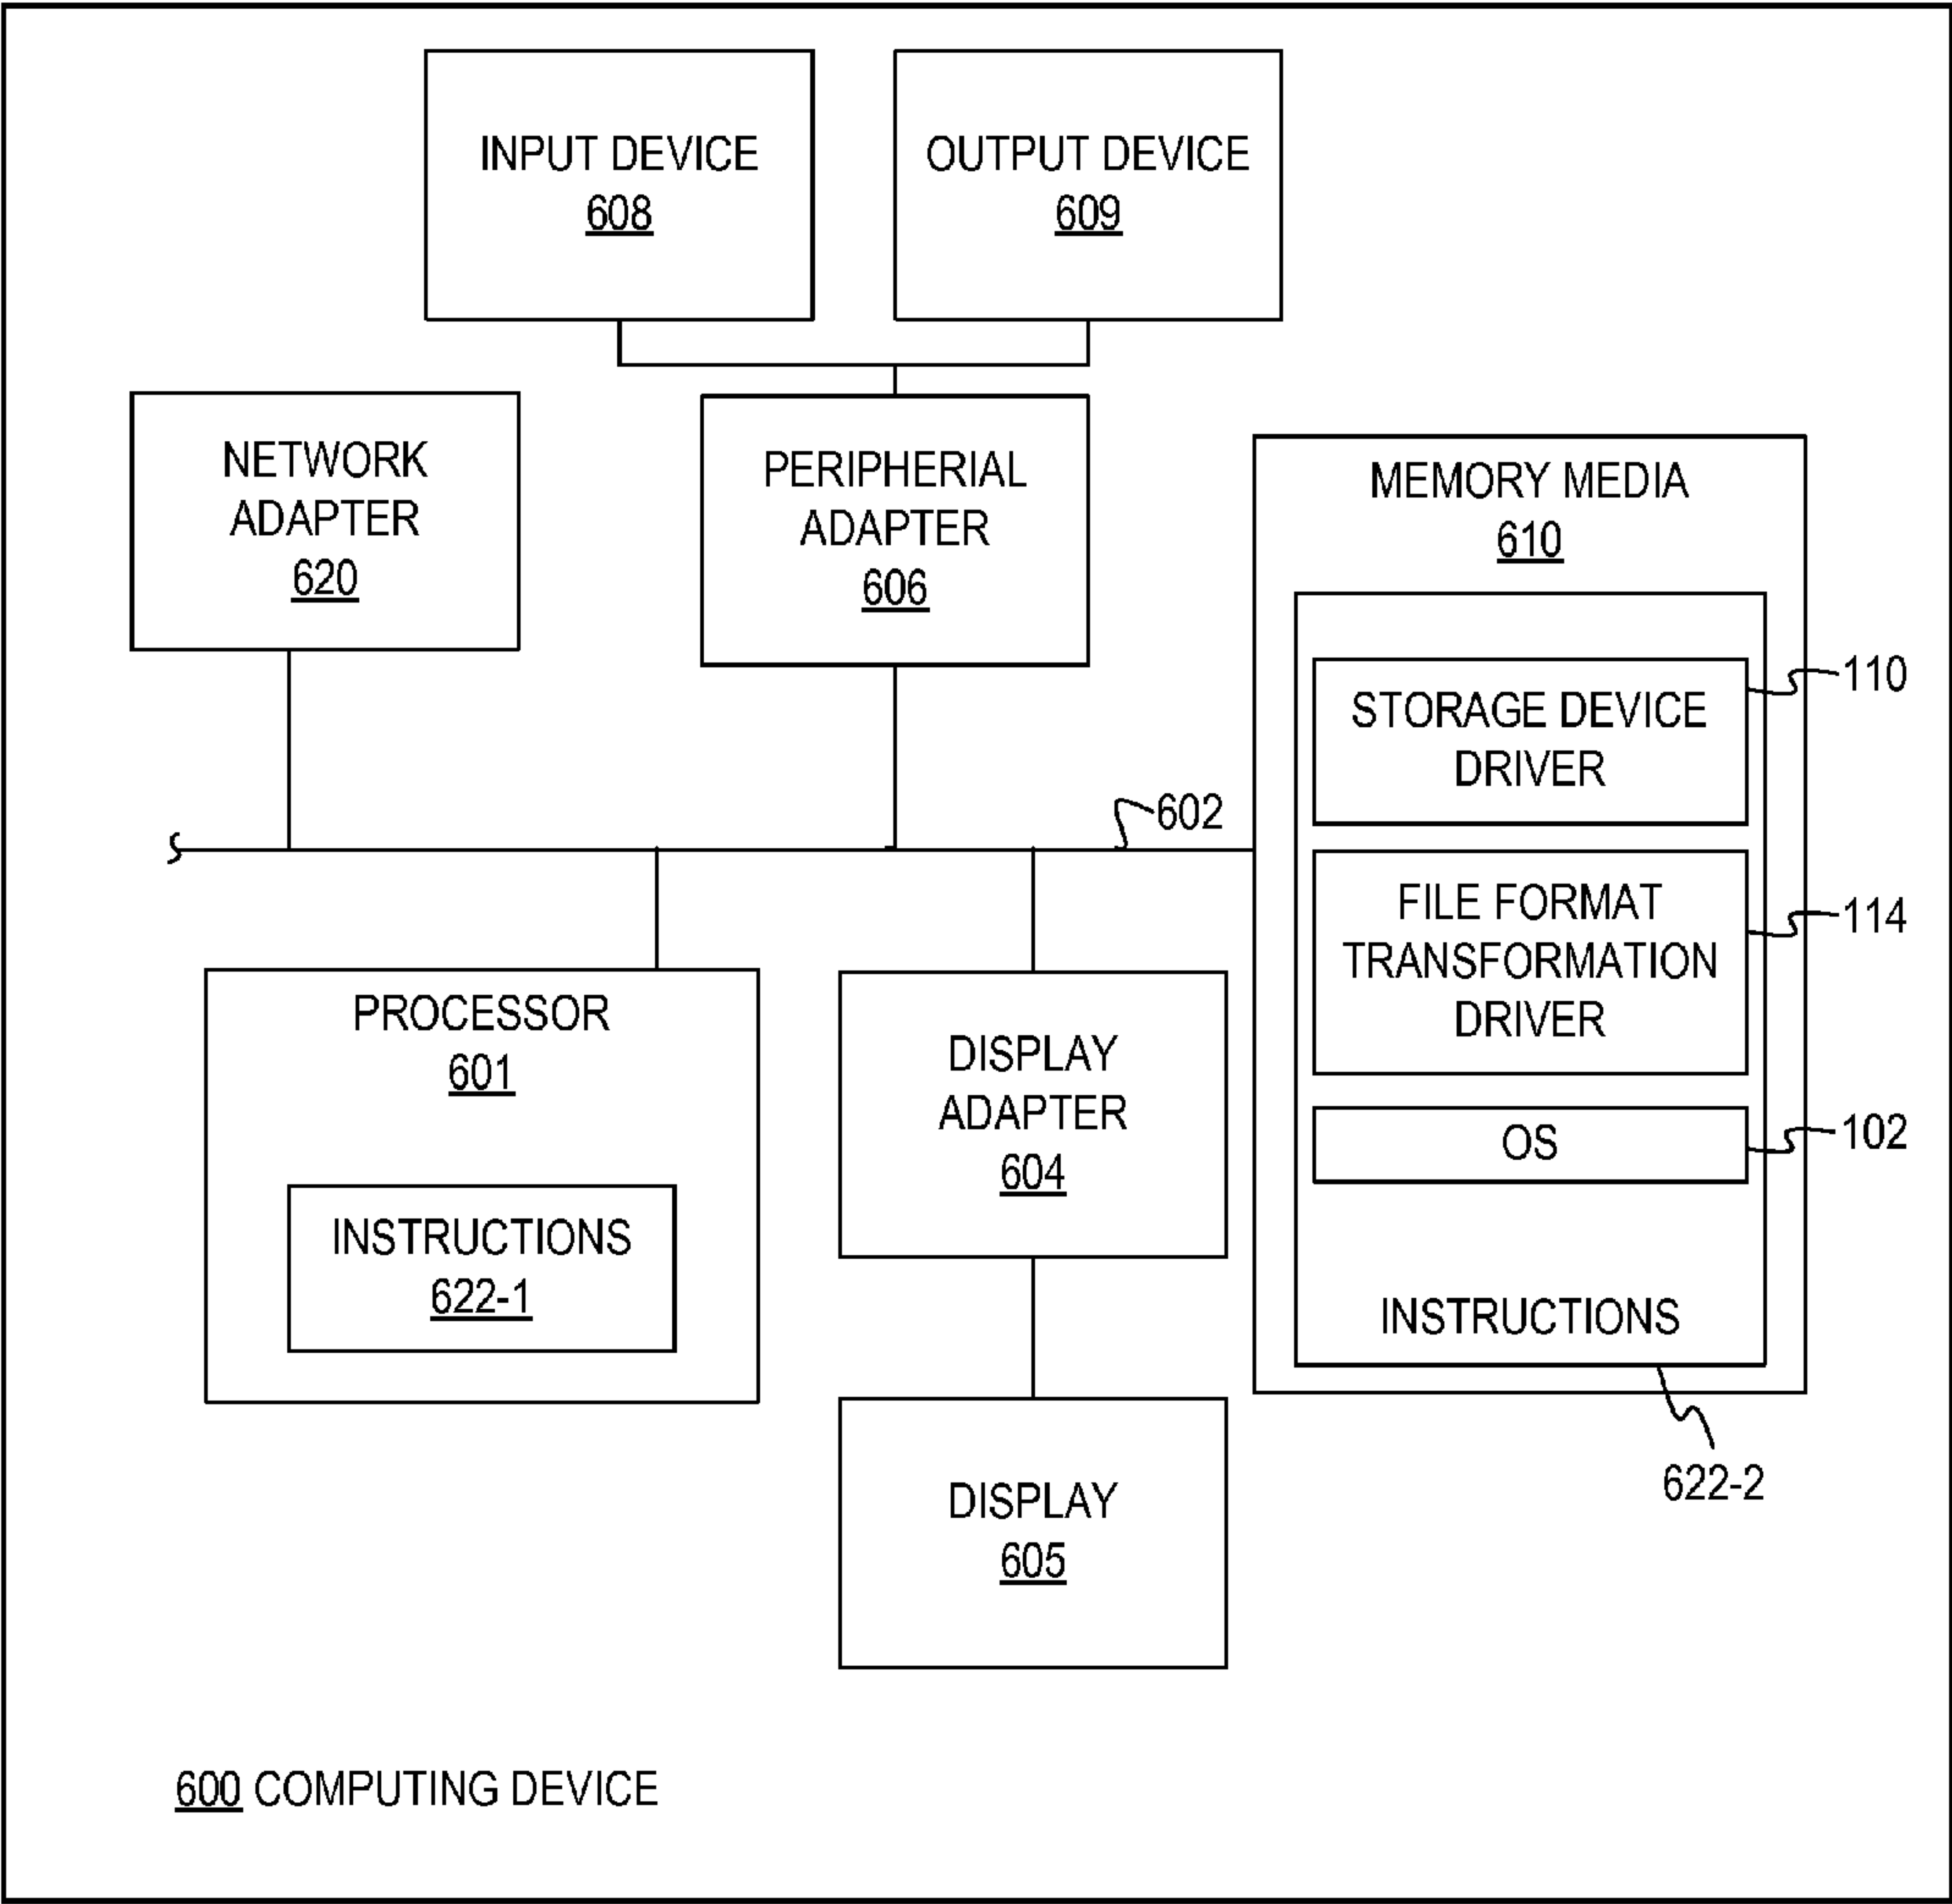 INPUT DEVICE
608
OUTPUT DEVICE
609
NETWORK
ADAPTER
620
PERIPHERIAL
ADAPTER
606
MEMORY MEDIA
610
STORAGE DEVICE
DRIVER
110
602
FILE FORMAT
TRANSFORMATION
DRIVER
114
OS
102
INSTRUCTIONS
622-2
PROCESSOR
601
INSTRUCTIONS
622-1
DISPLAY
ADAPTER
604
DISPLAY
605
600 COMPUTING DEVICE